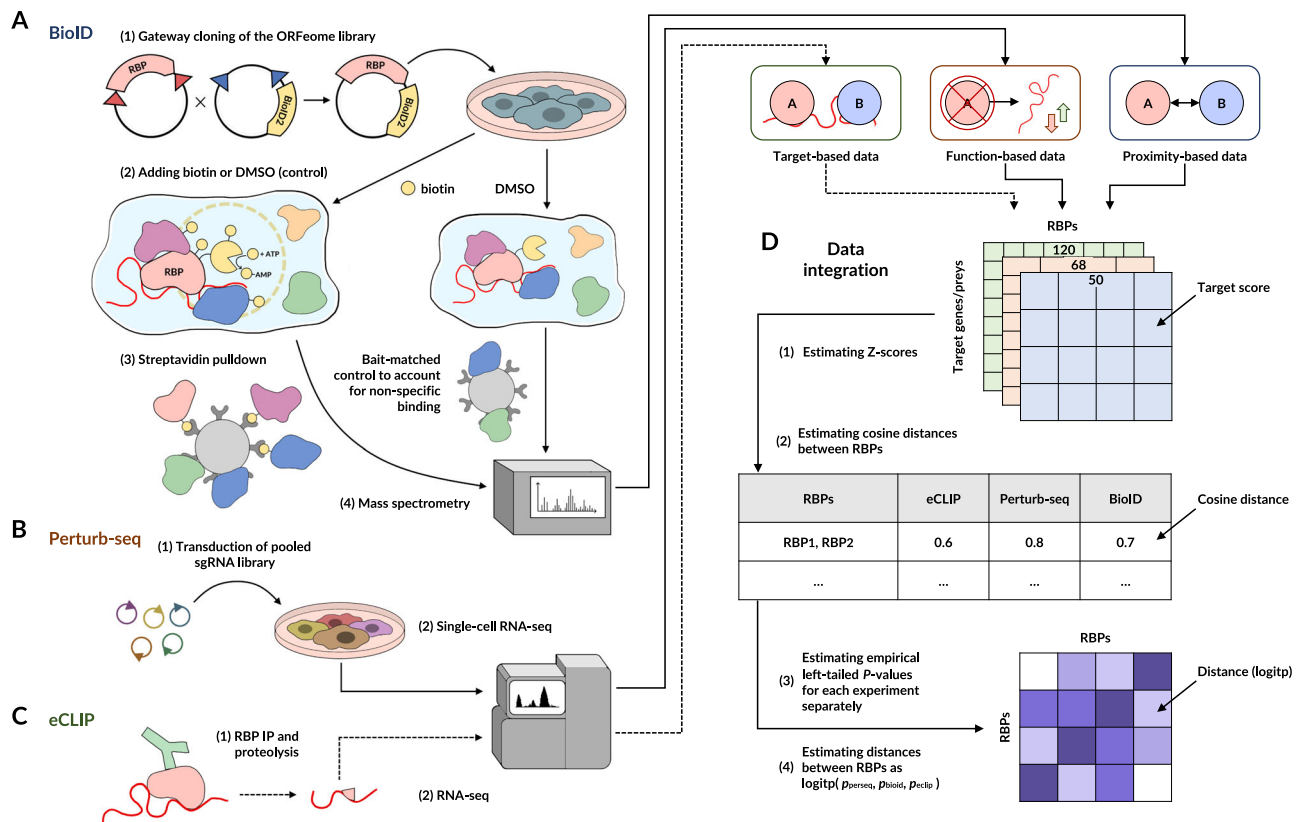 A
BioID
(1) Gateway cloning of the ORFeome library
RBP
×
BioID2
RBP
BioID2
(2) Adding biotin or DMSO (control)
biotin
DMSO
RBP
+ ATP
-AMP
(3) Streptavidin pulldown
Bait-matched
control to account
for non-specific
binding
(4) Mass spectrometry
B
Perturb-seq
(1) Transduction of pooled
sgRNA library
(2) Single-cell RNA-seq
C
eCLIP
(1) RBP IP and
proteolysis
(2) RNA-seq
A
B
Target-based data
A
Function-based data
A
B
Proximity-based data
D
Data
integration
RBPs
120
68
50
Target genes/preys
Target score
(1) Estimating Z-scores
(2) Estimating cosine distances
between RBPs
RBPs eCLIP Perturb-seq BioID
RBP1, RBP2 0.6 0.8 0.7
... ... ... ...
Cosine distance
(3) Estimating empirical
left-tailed P-values
for each experiment
separately
(4) Estimating distances
between RBPs as
logitp( pperseq, pbioid, peclip )
RBPs
RBPs
Distance (logitp)